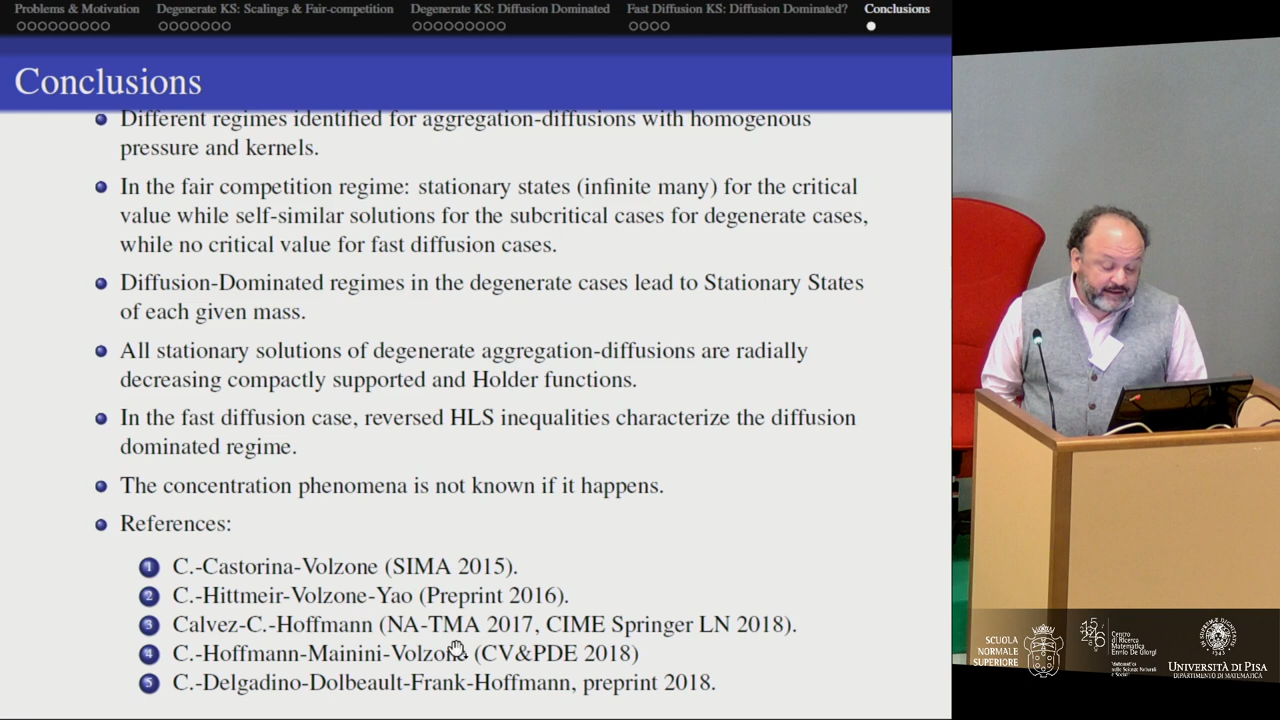 Problems & Motivation
Degenerate KS: Scalings & Fair-competition
Degenerate KS: Diffusion Dominated
Fast Diffusion KS: Diffusion Dominated?
Conclusions
Conclusions
Different regimes identified for aggregation-diffusions with homogenous
pressure and kernels.
In the fair competition regime: stationary states (infinite many) for the critical
value while self-similar solutions for the subcritical cases for degenerate cases,
while no critical value for fast diffusion cases.
Diffusion-Dominated regimes in the degenerate cases lead to Stationary States
of each given mass.
All stationary solutions of degenerate aggregation-diffusions are radially
decreasing compactly supported and Holder functions.
In the fast diffusion case, reversed HLS inequalities characterize the diffusion
dominated regime.
The concentration phenomena is not known if it happens.
References:
1 C.-Castorina-Volzone (SIMA 2015).
2 C.-Hittmeir-Volzone-Yao (Preprint 2016).
3 Calvez-C.-Hoffmann (NA-TMA 2017, CIME Springer LN 2018).
4 C.-Hoffmann-Mainini-Volzone (CV&PDE 2018)
5 C.-Delgadino-Dolbeault-Frank-Hoffmann, preprint 2018.
SCUOLA
NORMALE
SUPERIORE
Centro
di Ricerca
Matematica
Ennio De Giorgi
UNIVERSITÀ DI PISA
DIPARTIMENTO DI MATEMATICA